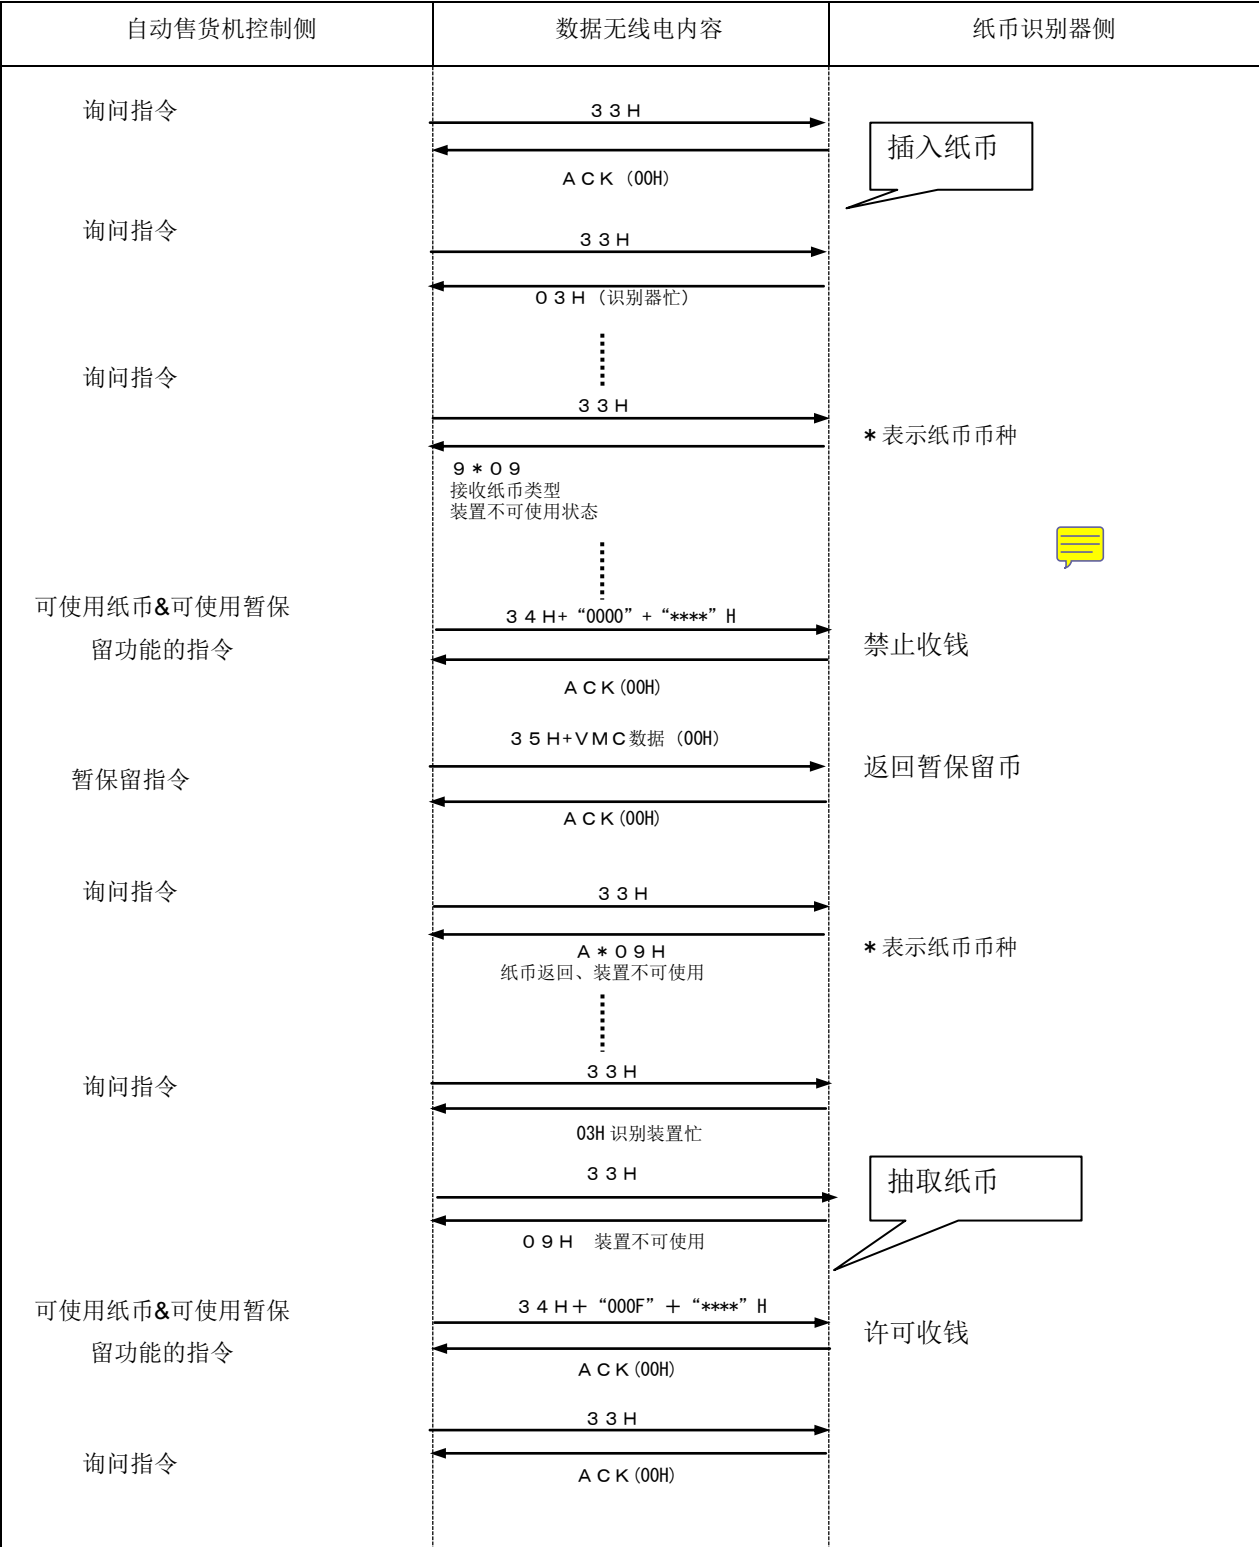 自动售货机控制侧
数据无线电内容
纸币识别器侧
询问指令
33H
插入纸币
ACK (00H)
询问指令
33H
03H (识别器忙)
询问指令
33H
*表示纸币币种
9*09
接收纸币类型
装置不可使用状态
可使用纸币&可使用暂保
留功能的指令
34H+“0000”+“****”H
禁止收钱
ACK(00H)
35H+VMC数据 (00H)
暂保留指令
返回暂保留币
ACK(00H)
询问指令
33H
A*09H
*表示纸币币种
纸币返回、装置不可使用
询问指令
33H
03H 识别装置忙
33H
抽取纸币
09H 装置不可使用
可使用纸币&可使用暂保
留功能的指令
34H+“000F”+“****”H
许可收钱
ACK(00H)
33H
询问指令
ACK(00H)